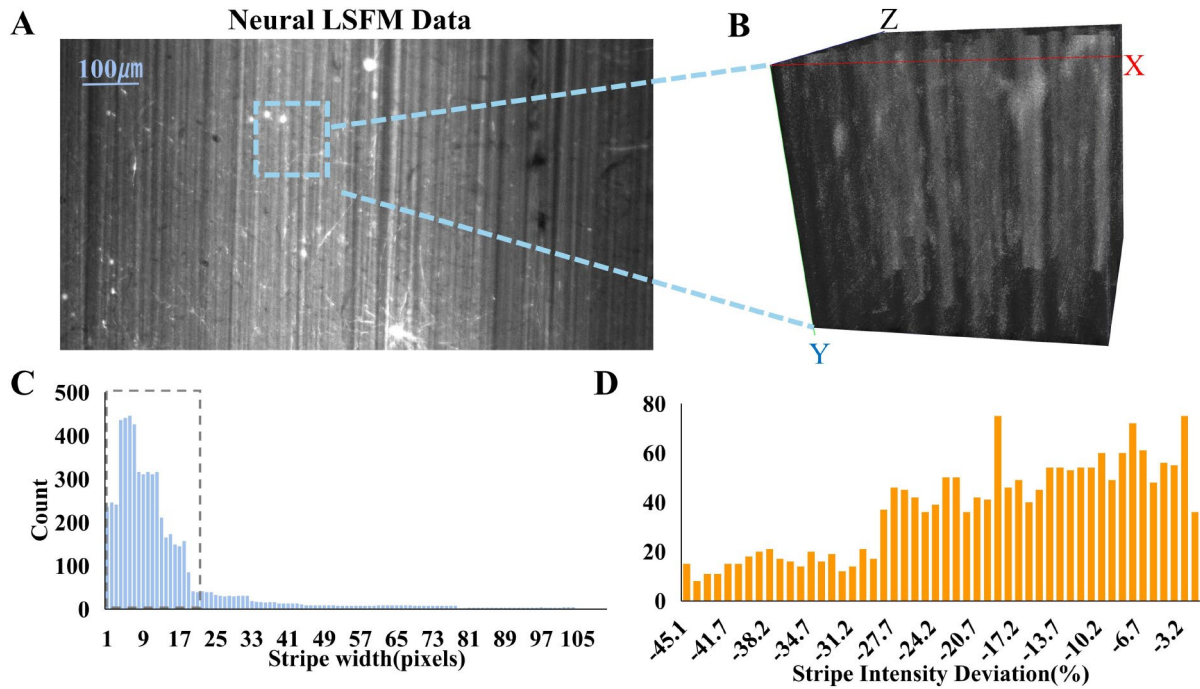 A
Neural LSFM Data
100μm
B
Z
X
Y
C
500
400
300
200
100
0
Count
1 9 17 25 33 41 49 57 65 73 81 89 97 105
Stripe width(pixels)
D
80
60
40
20
0
-45.1 -41.7 -38.2 -34.7 -31.2 -27.7 -24.2 -20.7 -17.2 -13.7 -10.2 -6.7 -3.2
Stripe Intensity Deviation(%)